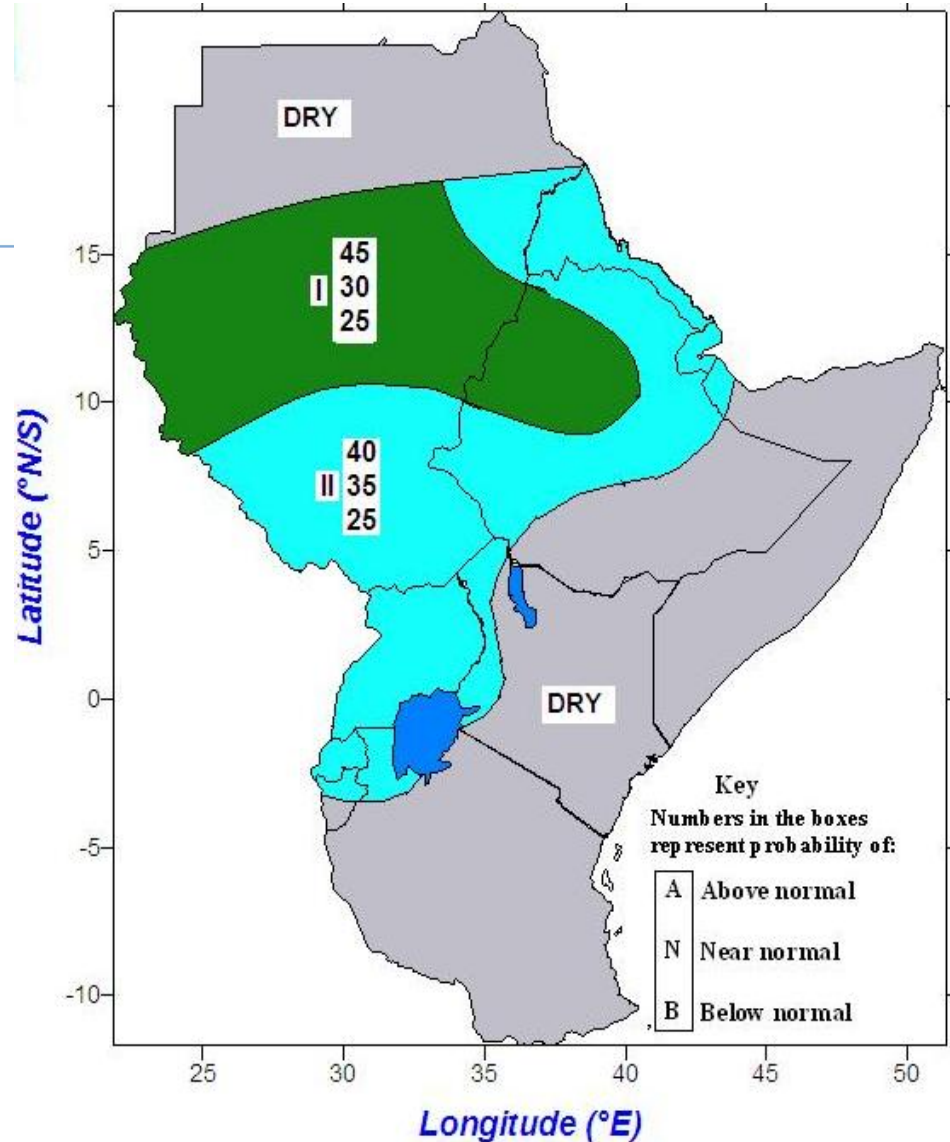 DRY
15
45
I 30
25
10
40
II 35
25
5
0
DRY
-5
-10
Key
Numbers in the boxes
represent probability of:
A Above normal
N Near normal
B Below normal
25 30 35 40 45 50
Latitude (°N/S)
Longitude (°E)